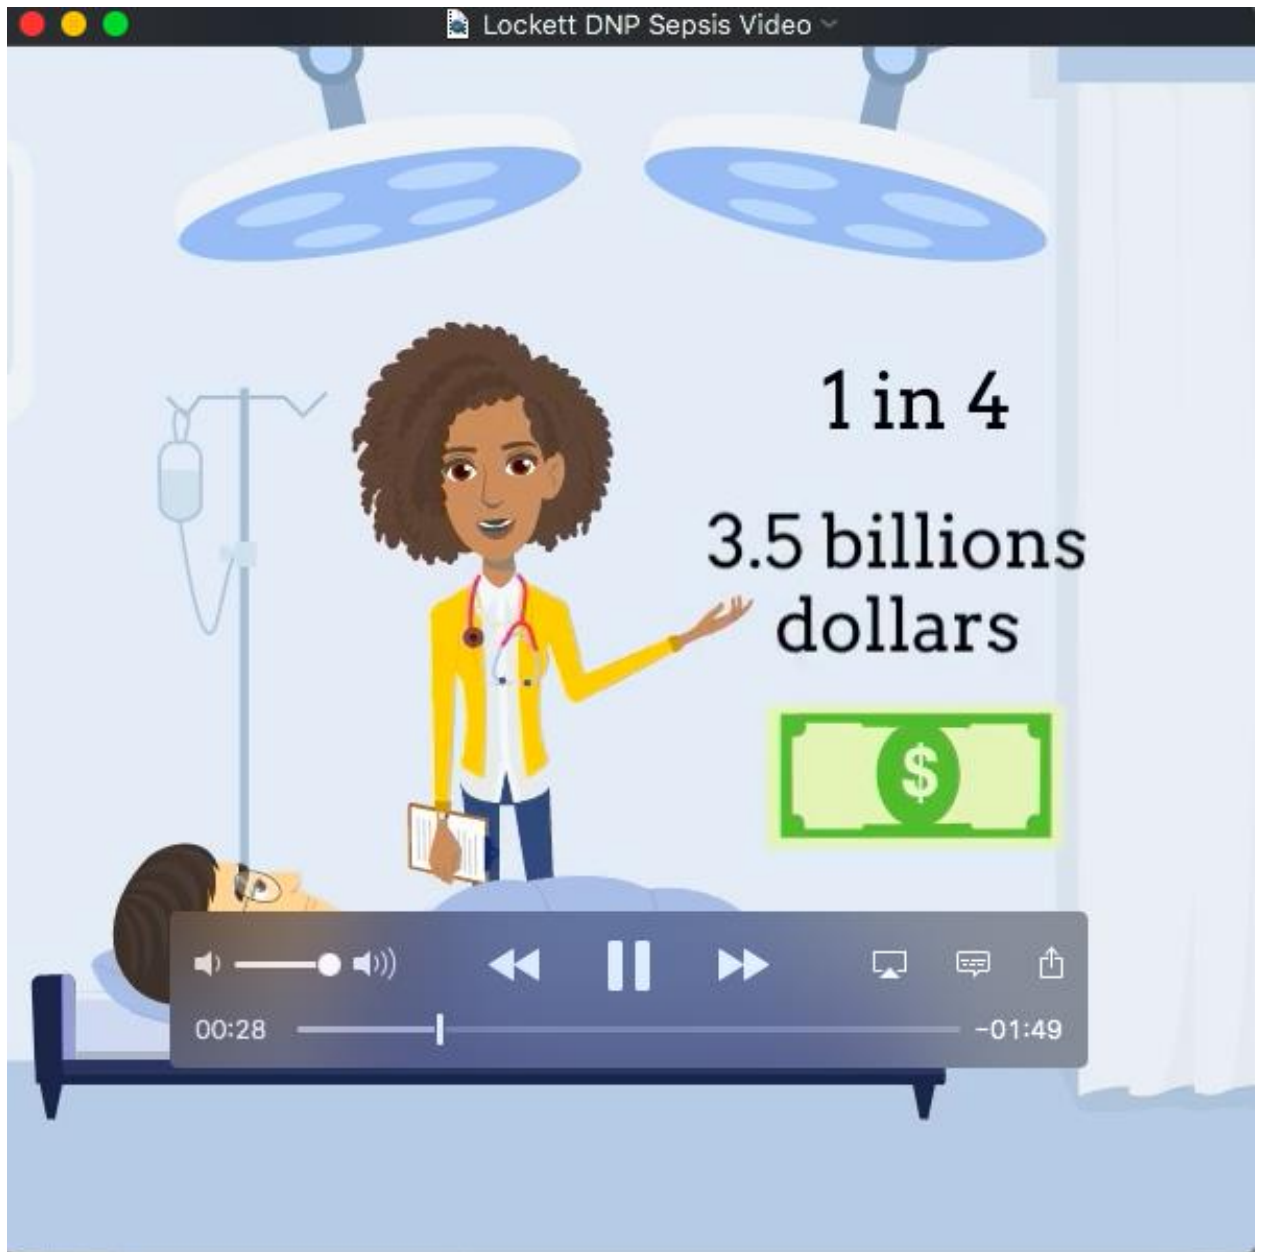 Lockett DNP Sepsis Video
1 in 4
3.5 billions
dollars
$
00:28
-01:49